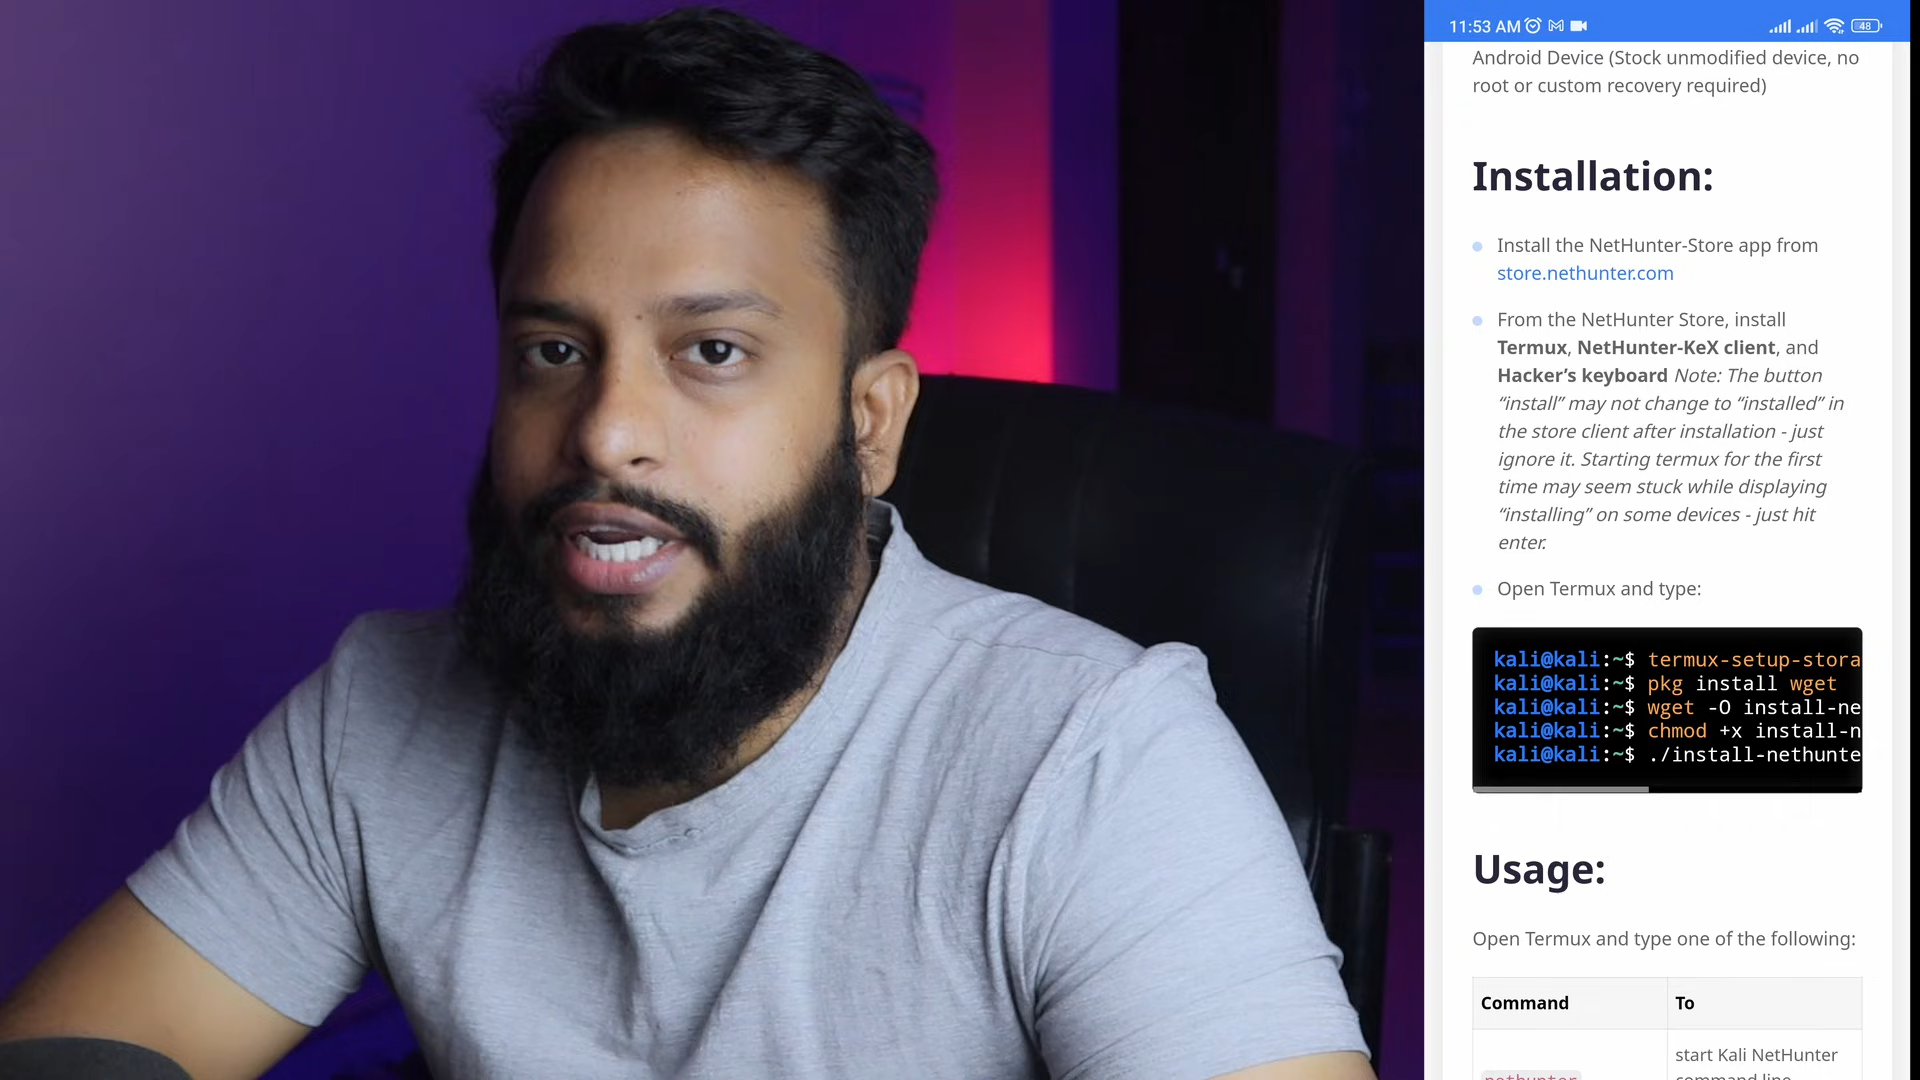 11:53 AM
48
Android Device (Stock unmodified device, no
root or custom recovery required)
Installation:
Install the NetHunter-Store app from
store.nethunter.com
From the NetHunter Store, install
Termux, NetHunter-KeX client, and
Hacker’s keyboard Note: The button
“install” may not change to “installed” in
the store client after installation - just
ignore it. Starting termux for the first
time may seem stuck while displaying
“installing” on some devices - just hit
enter.
Open Termux and type:
kali@kali:~$ termux-setup-stora
kali@kali:~$ pkg install wget
kali@kali:~$ wget -O install-ne
kali@kali:~$ chmod +x install-n
kali@kali:~$ ./install-nethunte
Usage:
Open Termux and type one of the following:
Command To
start Kali NetHunter
nethunter command line